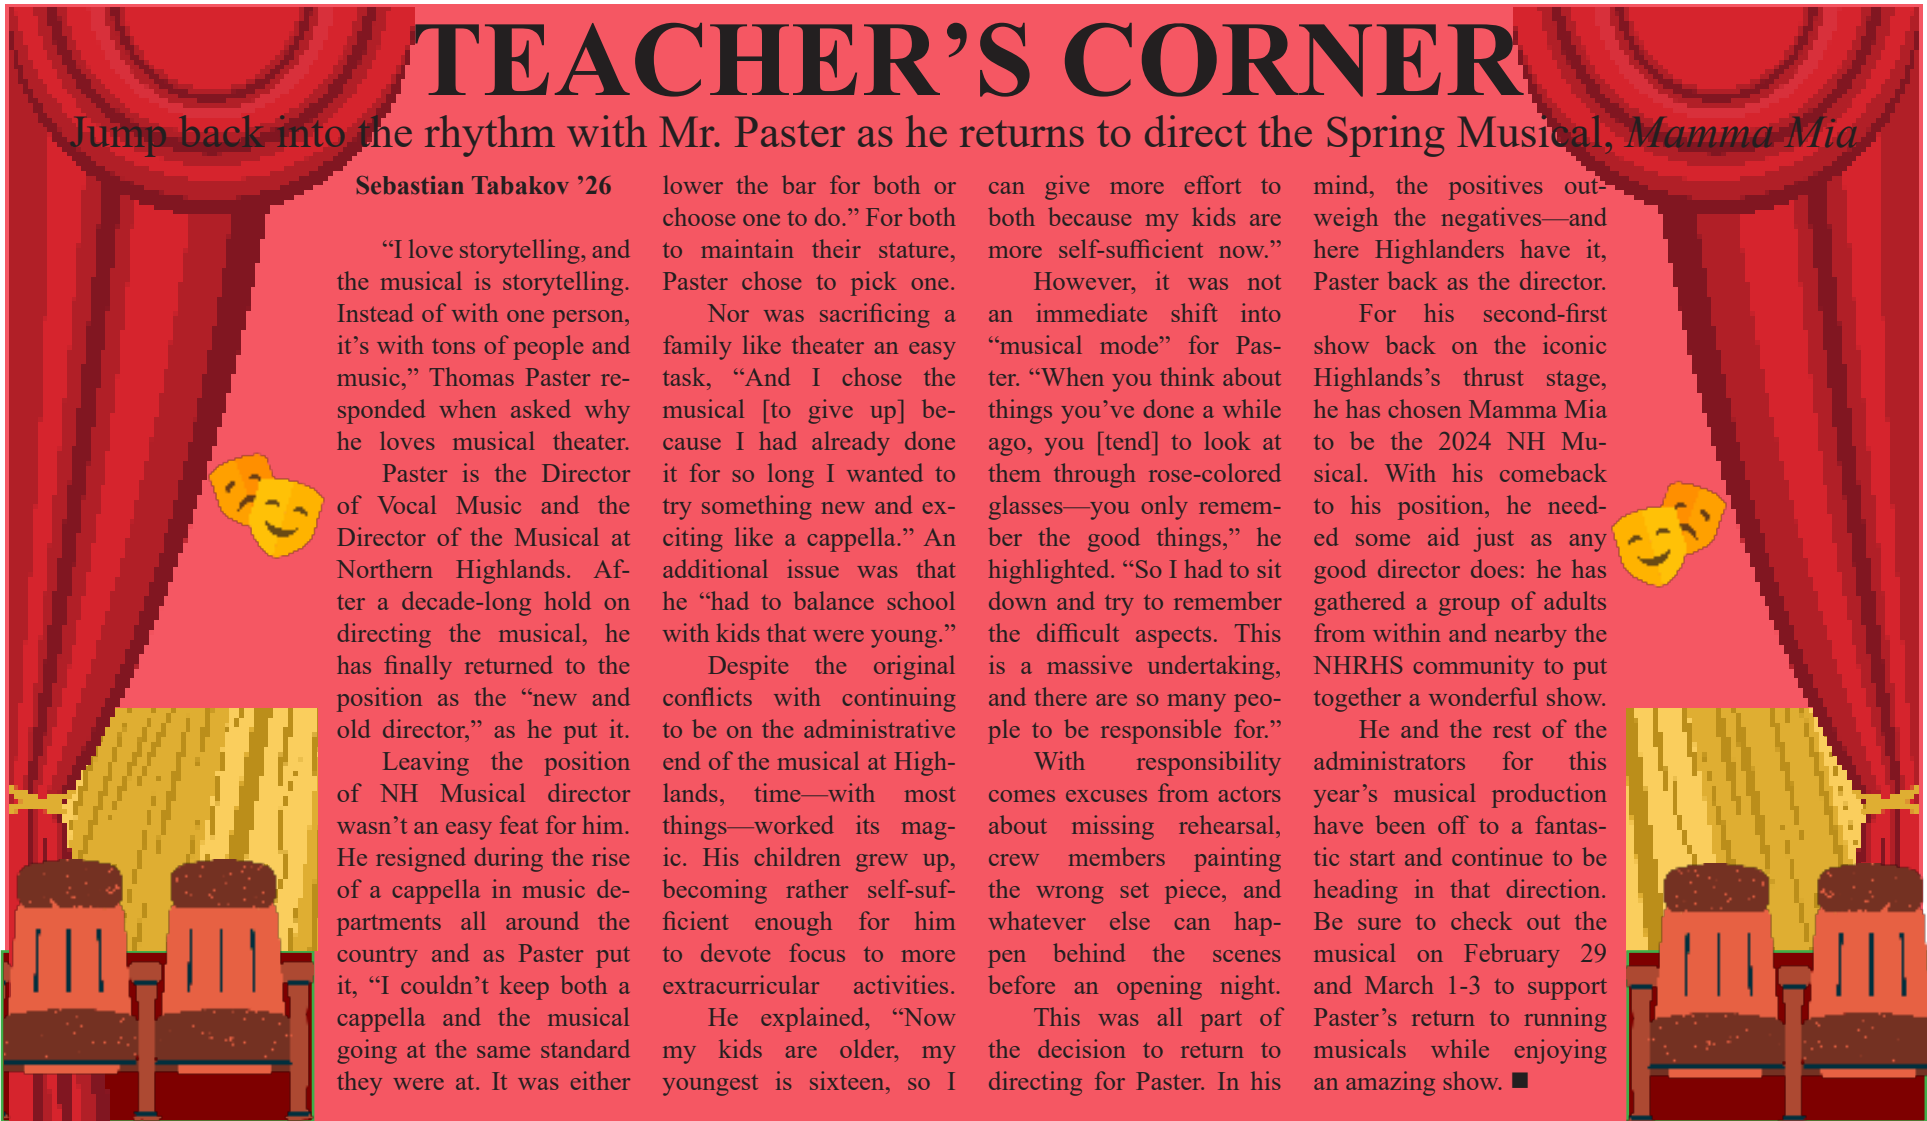 TEACHER’S CORNER
Jump back into the rhythm with Mr. Paster as he returns to direct the Spring Musical, Mamma Mia
Sebastian Tabakov ’26
“I love storytelling, and
the musical is storytelling.
Instead of with one person,
it’s with tons of people and
music,” Thomas Paster re-
sponded when asked why
he loves musical theater.
Paster is the Director
of Vocal Music and the
Director of the Musical at
Northern Highlands. Af-
ter a decade-long hold on
directing the musical, he
has finally returned to the
position as the “new and
old director,” as he put it.
Leaving the position
of NH Musical director
wasn’t an easy feat for him.
He resigned during the rise
of a cappella in music de-
partments all around the
country and as Paster put
it, “I couldn’t keep both a
cappella and the musical
going at the same standard
they were at. It was either
lower the bar for both or
choose one to do.” For both
to maintain their stature,
Paster chose to pick one.
Nor was sacrificing a
family like theater an easy
task, “And I chose the
musical [to give up] be-
cause I had already done
it for so long I wanted to
try something new and ex-
citing like a cappella.” An
additional issue was that
he “had to balance school
with kids that were young.”
Despite the original
conflicts with continuing
to be on the administrative
end of the musical at High-
lands, time—with most
things—worked its mag-
ic. His children grew up,
becoming rather self-suf-
ficient enough for him
to devote focus to more
extracurricular activities.
He explained, “Now
my kids are older, my
youngest is sixteen, so I
can give more effort to
both because my kids are
more self-sufficient now.”
However, it was not
an immediate shift into
“musical mode” for Pas-
ter. “When you think about
things you’ve done a while
ago, you [tend] to look at
them through rose-colored
glasses—you only remem-
ber the good things,” he
highlighted. “So I had to sit
down and try to remember
the difficult aspects. This
is a massive undertaking,
and there are so many peo-
ple to be responsible for.”
With responsibility
comes excuses from actors
about missing rehearsal,
crew members painting
the wrong set piece, and
whatever else can hap-
pen behind the scenes
before an opening night.
This was all part of
the decision to return to
directing for Paster. In his
mind, the positives out-
weigh the negatives—and
here Highlanders have it,
Paster back as the director.
For his second-first
show back on the iconic
Highlands’s thrust stage,
he has chosen Mamma Mia
to be the 2024 NH Mu-
sical. With his comeback
to his position, he need-
ed some aid just as any
good director does: he has
gathered a group of adults
from within and nearby the
NHRHS community to put
together a wonderful show.
He and the rest of the
administrators for this
year’s musical production
have been off to a fantas-
tic start and continue to be
heading in that direction.
Be sure to check out the
musical on February 29
and March 1-3 to support
Paster’s return to running
musicals while enjoying
an amazing show. ■